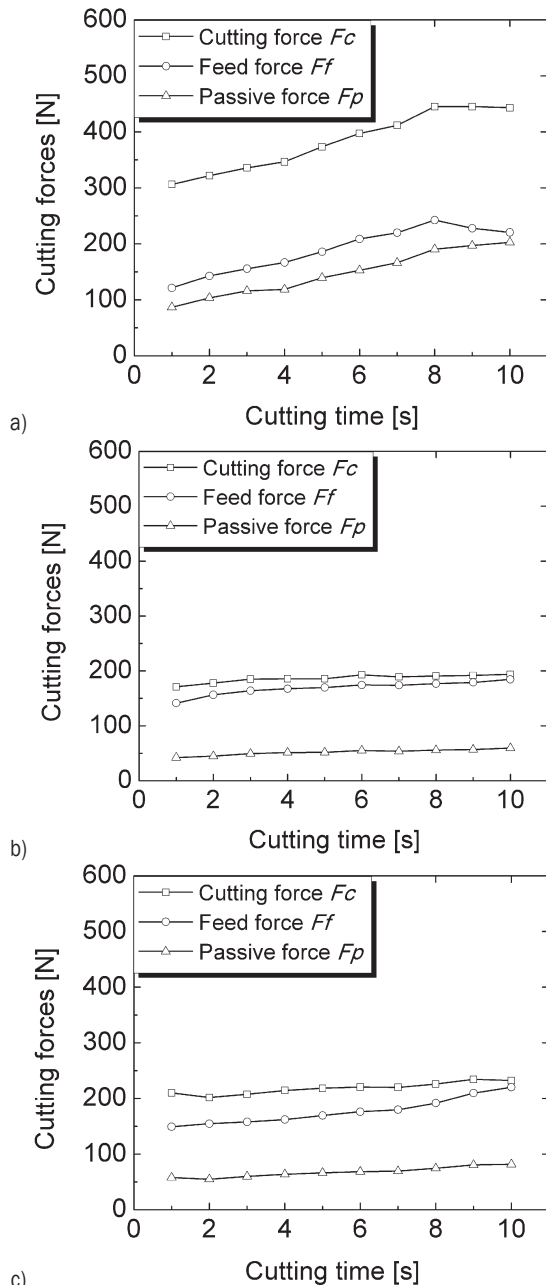 600
500
400
300
200
100
0
Cutting forces [N]
Cutting force Fc
Feed force Ff
Passive force Fp
0 2 4 6 8 10
Cutting time [s]
a)
600
500
400
300
200
100
0
Cutting forces [N]
Cutting force Fc
Feed force Ff
Passive force Fp
0 2 4 6 8 10
Cutting time [s]
b)
600
500
400
300
200
100
0
Cutting forces [N]
Cutting force Fc
Feed force Ff
Passive force Fp
0 2 4 6 8 10
Cutting time [s]
c)